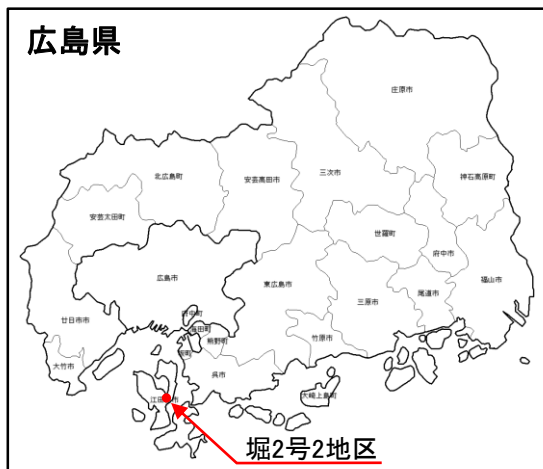 広島県
庄原市
北広島町
安芸高田市
三次市
神石高原町
安芸太田町
世羅町
府中市
広島市
東広島市
福山市
三原市
尾道市
廿日市市
府中町
海田町
熊野町
竹原市
大竹市
坂町
呉市
大崎上島町
江田島市
堀2号2地区